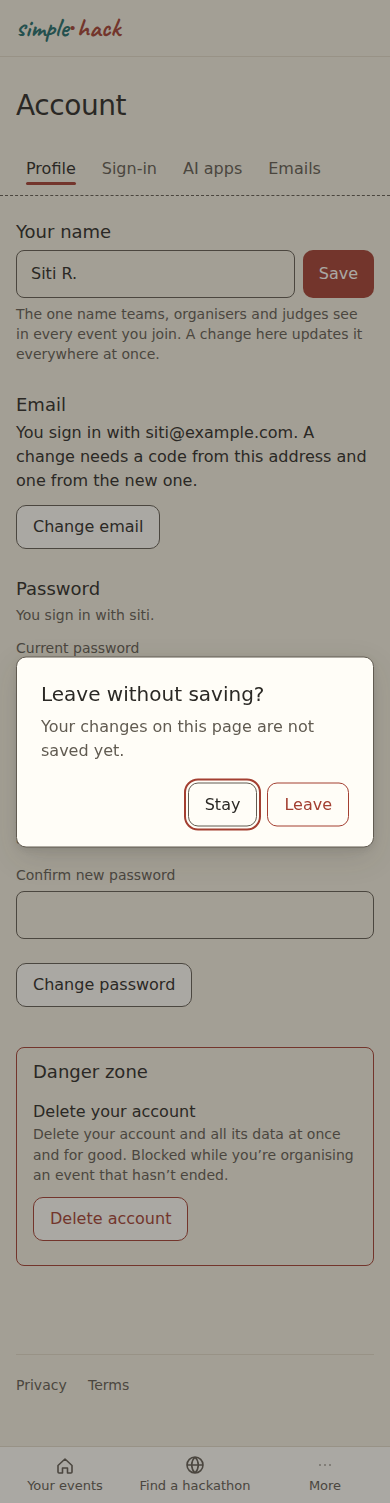 simple hack
Account
Profile Sign-in AI apps Emails
Your name
Siti R. Save
The one name teams, organisers and judges see
in every event you join. A change here updates it
everywhere at once.
Email
You sign in with siti@example.com. A
change needs a code from this address and
one from the new one.
Change email
Password
You sign in with siti.
Current password
Leave without saving?
Your changes on this page are not
saved yet.
Stay Leave
Confirm new password
Change password
Danger zone
Delete your account
Delete your account and all its data at once
and for good. Blocked while you’re organising
an event that hasn’t ended.
Delete account
Privacy Terms
Your events Find a hackathon More